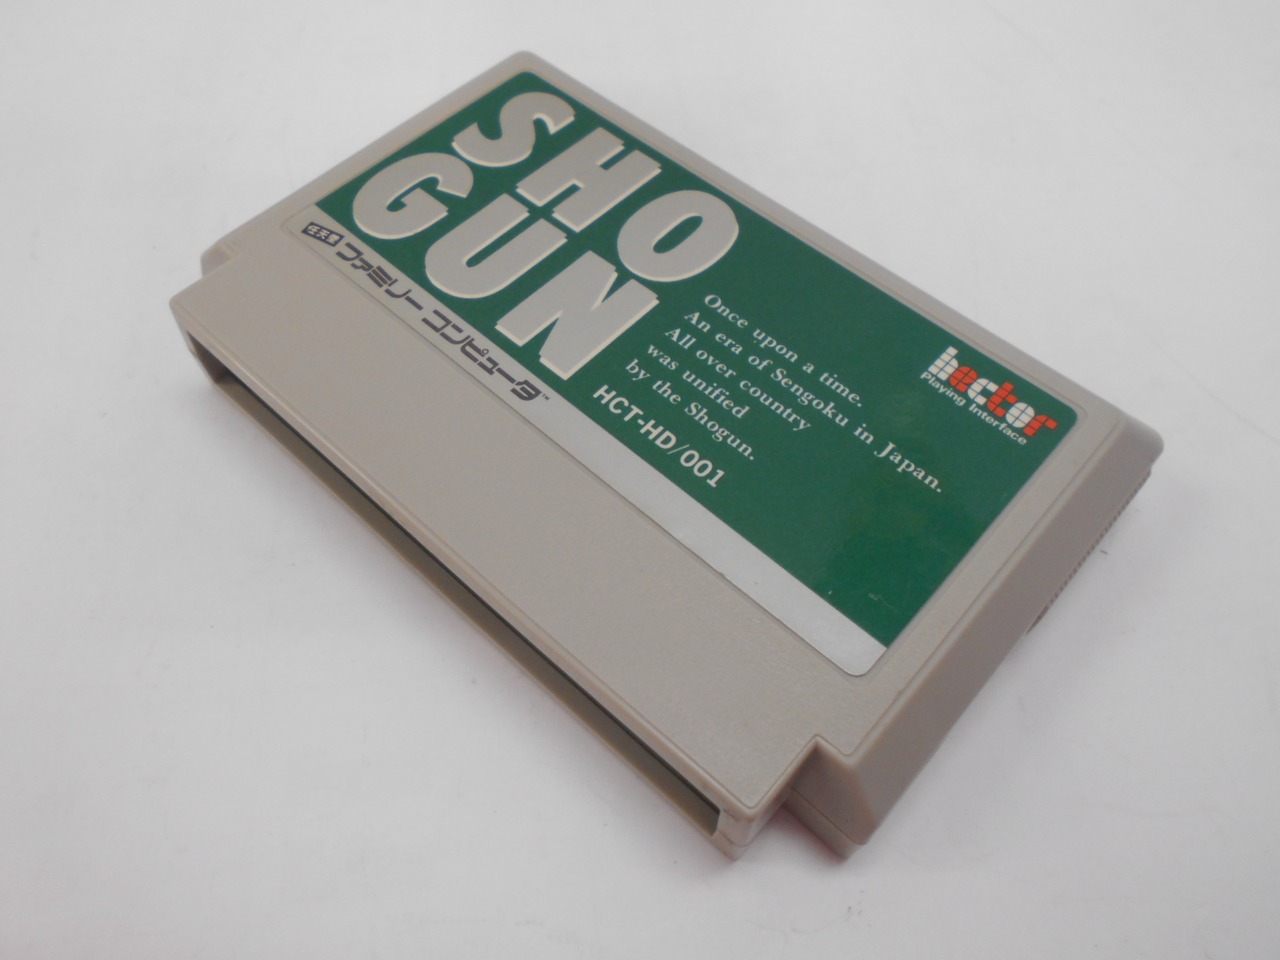 SHO
GUN
任天堂 ファミリー コンピュータ™
Once upon a time.
An era of Sengoku in Japan.
All over country
was unified
by the Shogun.
HCT-HD/001
hector
Playing Interface